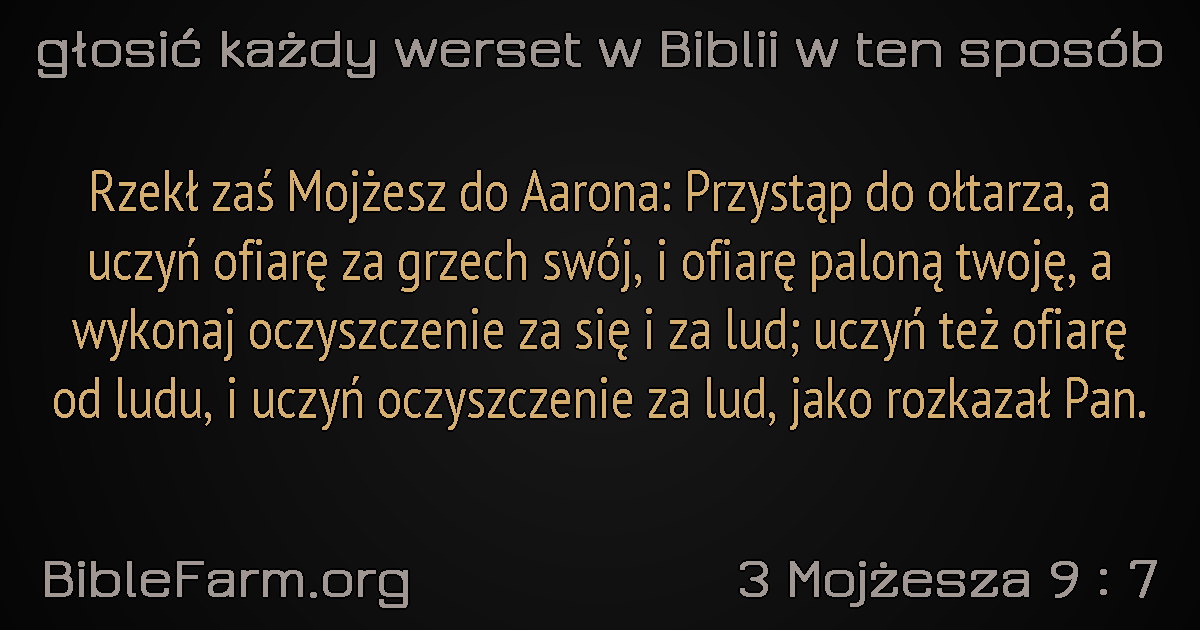 głosić każdy werset w Biblii w ten sposób
Rzekł zaś Mojżesz do Aarona: Przystąp do ołtarza, a
uczyń ofiarę za grzech swój, i ofiarę paloną twoję, a
wykonaj oczyszczenie za się i za lud; uczyń też ofiarę
od ludu, i uczyń oczyszczenie za lud, jako rozkazał Pan.
BibleFarm.org
3 Mojżesza 9 : 7